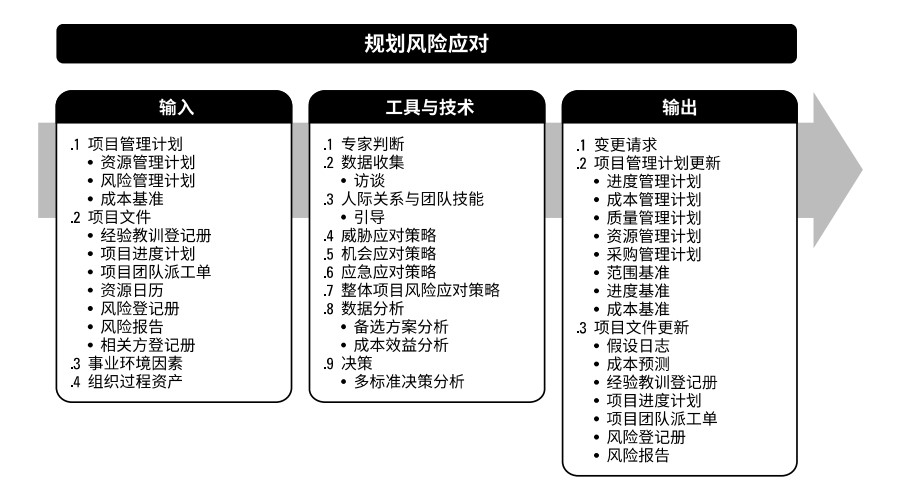 规划风险应对
输入
.1 项目管理计划
• 资源管理计划
• 风险管理计划
• 成本基准
.2 项目文件
• 经验教训登记册
• 项目进度计划
• 项目团队派工单
• 资源日历
• 风险登记册
• 风险报告
• 相关方登记册
.3 事业环境因素
.4 组织过程资产
工具与技术
.1 专家判断
.2 数据收集
• 访谈
.3 人际关系与团队技能
• 引导
.4 威胁应对策略
.5 机会应对策略
.6 应急应对策略
.7 整体项目风险应对策略
.8 数据分析
• 备选方案分析
• 成本效益分析
.9 决策
• 多标准决策分析
输出
.1 变更请求
.2 项目管理计划更新
• 进度管理计划
• 成本管理计划
• 质量管理计划
• 资源管理计划
• 采购管理计划
• 范围基准
• 进度基准
• 成本基准
.3 项目文件更新
• 假设日志
• 成本预测
• 经验教训登记册
• 项目进度计划
• 项目团队派工单
• 风险登记册
• 风险报告